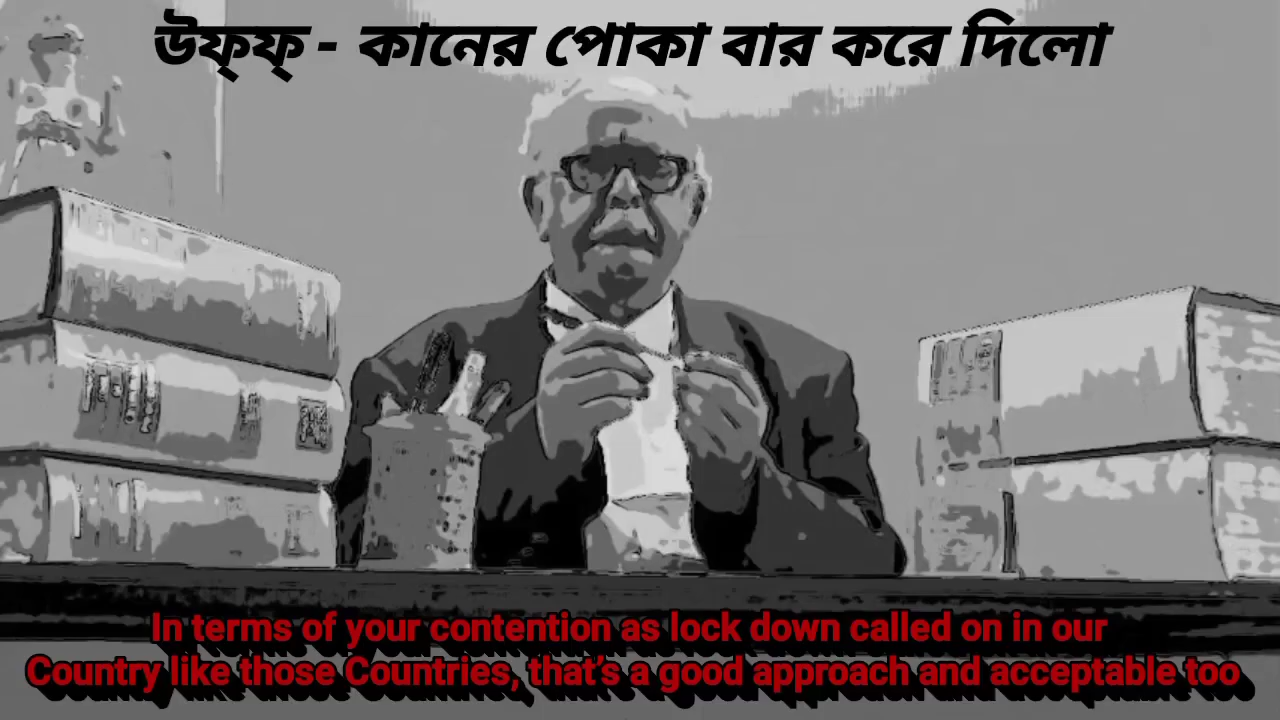 উফ্ফ্ - কানের পোকা বার করে দিলো
In terms of your contention as lock down called on in our
Country like those Countries, that's a good approach and acceptable too